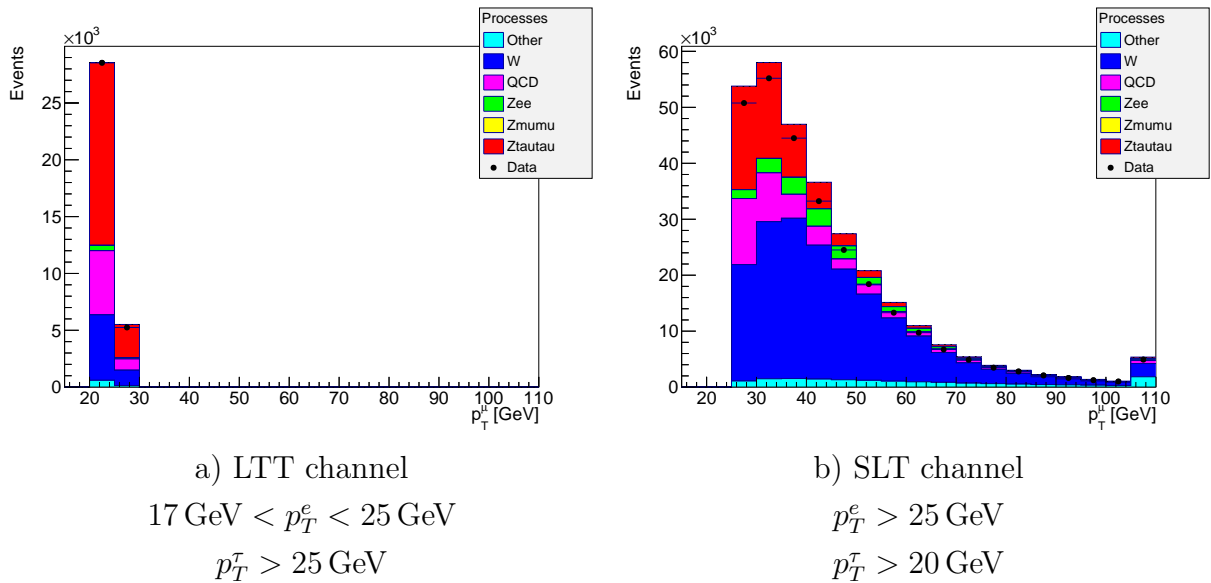 ×10³
Events
25
20
15
10
5
0
20 30 40 50 60 70 80 90 100 110
p_T^μ [GeV]
Processes
Other
W
QCD
Zee
Zmumu
Ztautau
Data
×10³
Events
60
50
40
30
20
10
0
20 30 40 50 60 70 80 90 100 110
p_T^μ [GeV]
Processes
Other
W
QCD
Zee
Zmumu
Ztautau
Data
a) LTT channel
17 GeV < p_T^e < 25 GeV
p_T^τ > 25 GeV
b) SLT channel
p_T^e > 25 GeV
p_T^τ > 20 GeV